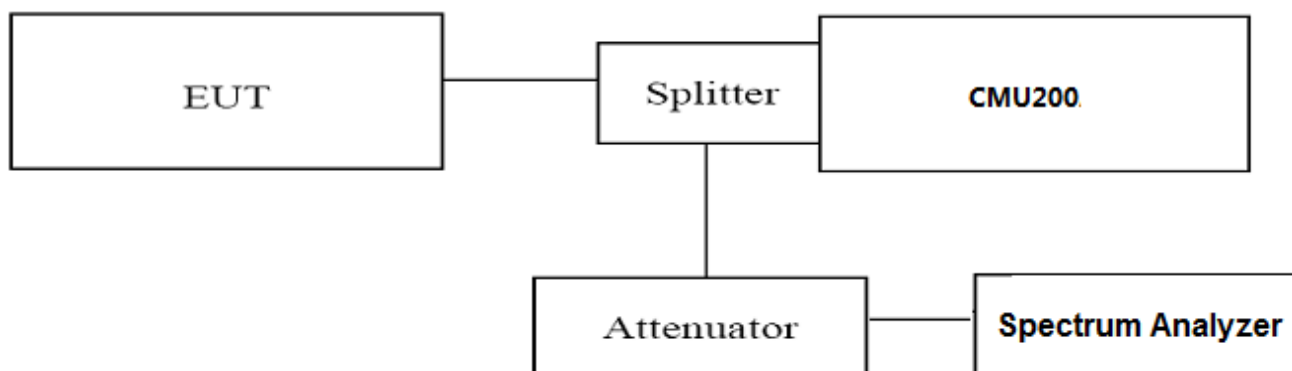 EUT
Splitter
CMU200.
Attenuator
Spectrum Analyzer